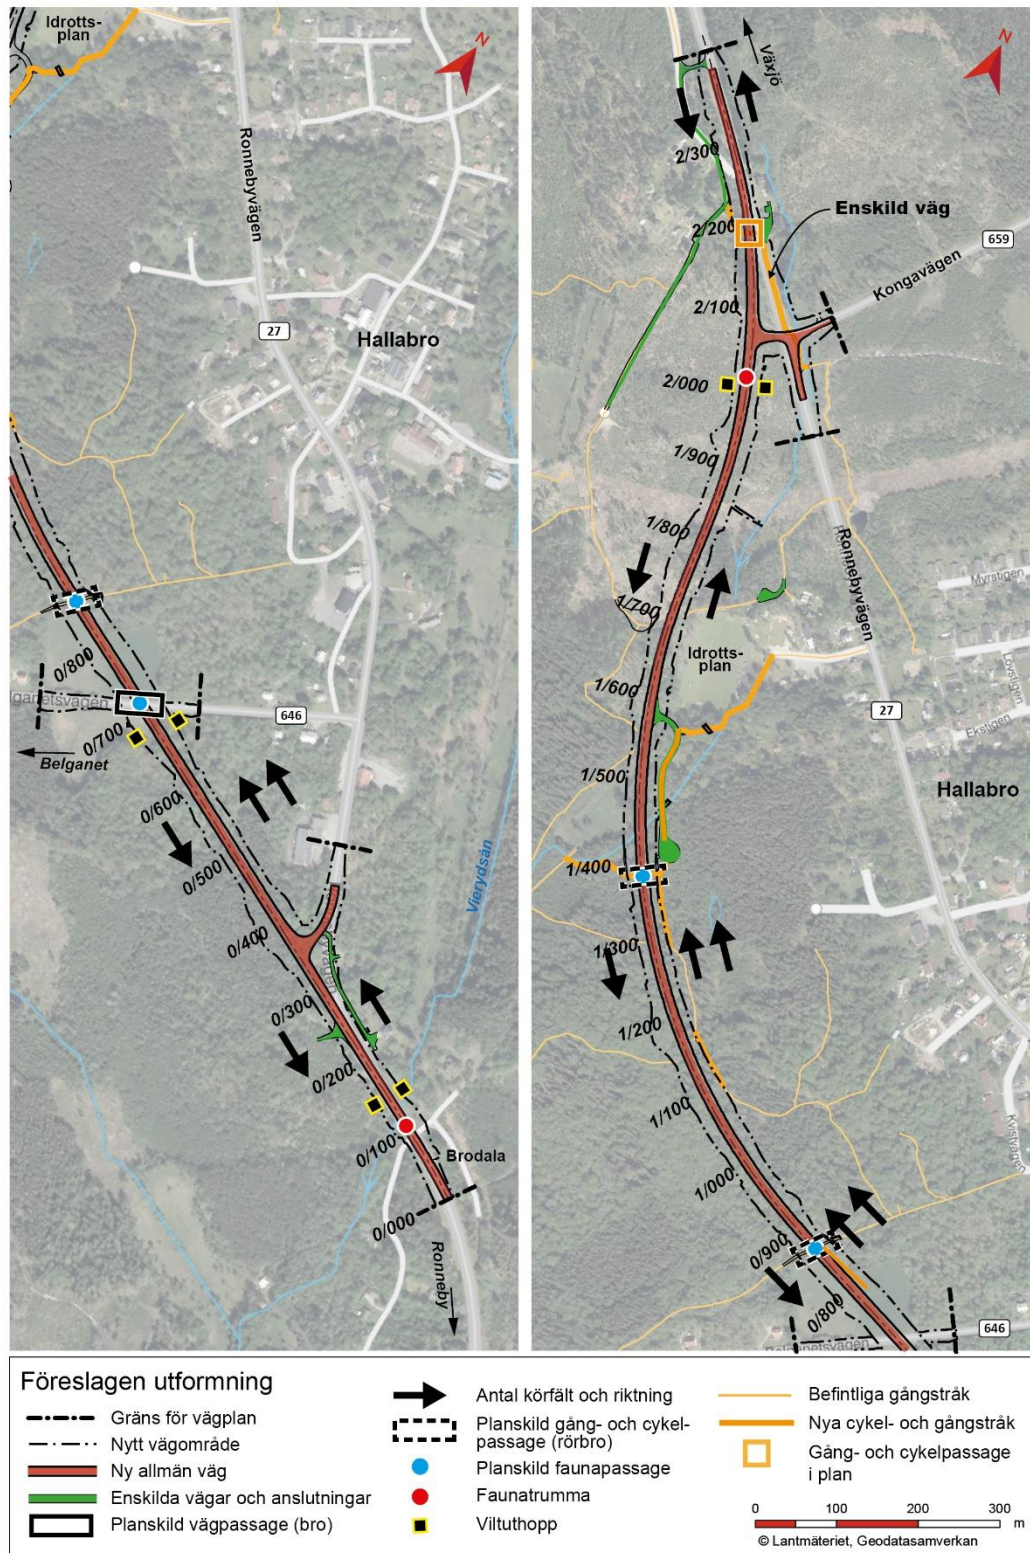 Idrotts-
plan
N
Ronnebyvägen
27
Hallabro
0/800
lganetsvägen
646
0/700
Belganet
0/600
0/500
Vierydsån
0/400
vägen
0/300
0/200
0/100
Brodala
0/000
Ronneby
Växjö
N
2/300
Enskild väg
2/200
659
Kongavägen
2/100
2/000
1/900
1/800
Ronnebyvägen
Myrstigen
1/700
Idrotts-
plan
Lövstigen
1/600
27
Ekstigen
1/500
Hallabro
1/400
1/300
1/200
1/100
Kvistvägen
1/000
0/900
0/800
646
Belganetsvägen
Föreslagen utformning
Gräns för vägplan
Nytt vägområde
Ny allmän väg
Enskilda vägar och anslutningar
Planskild vägpassage (bro)
Antal körfält och riktning
Planskild gång- och cykel-
passage (rörbro)
Planskild faunapassage
Faunatrumma
Viltuthopp
Befintliga gångstråk
Nya cykel- och gångstråk
Gång- och cykelpassage
i plan
0 100 200 300
m
© Lantmäteriet, Geodatasamverkan